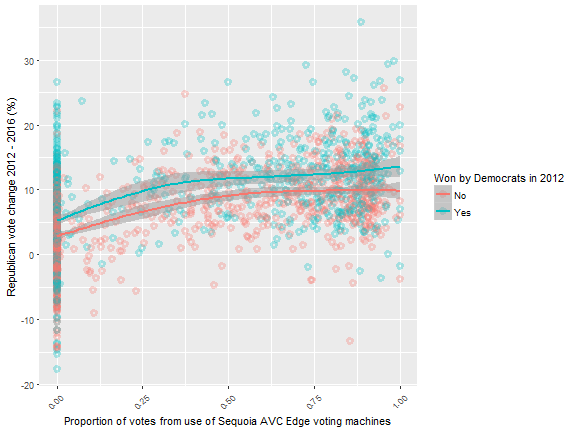 Republican vote change 2012 - 2016 (%)
30
20
10
0
-10
-20
0.00
0.25
0.50
0.75
1.00
Proportion of votes from use of Sequoia AVC Edge voting machines
Won by Democrats in 2012
No
Yes